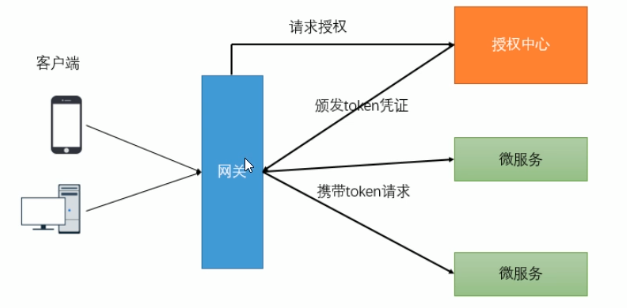 请求授权
授权中心
客户端
颁发token凭证
微服务
网关
携带token请求
微服务